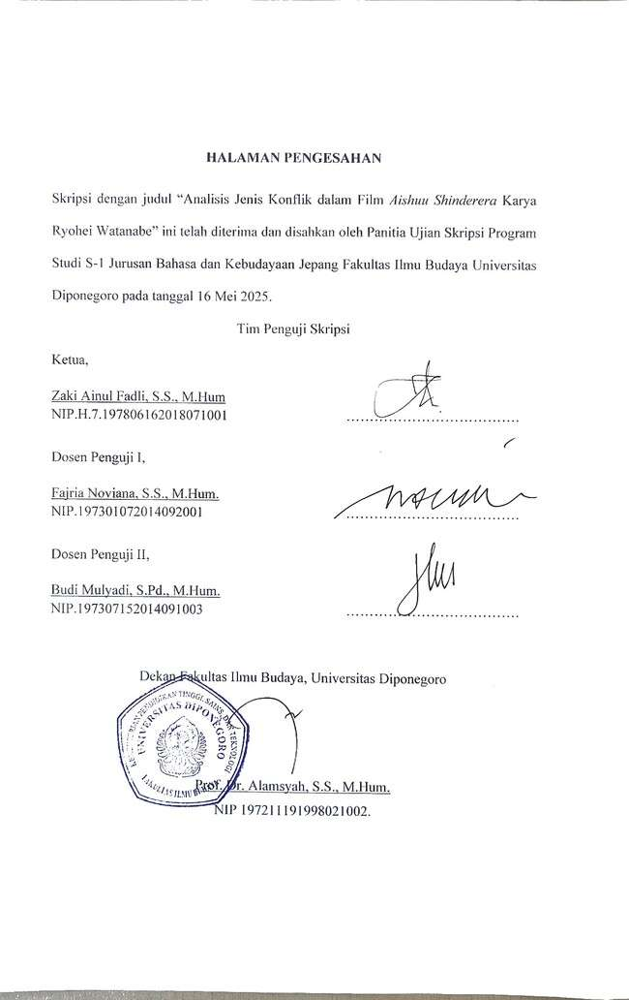 HALAMAN PENGESAHAN
Skripsi dengan judul “Analisis Jenis Konflik dalam Film Aishuu Shinderera Karya
Ryohei Watanabe” ini telah diterima dan disahkan oleh Panitia Ujian Skripsi Program
Studi S-1 Jurusan Bahasa dan Kebudayaan Jepang Fakultas Ilmu Budaya Universitas
Diponegoro pada tanggal 16 Mei 2025.
Tim Penguji Skripsi
Ketua,
Zaki Ainul Fadli, S.S., M.Hum
NIP.H.7.197806162018071001
Dosen Penguji I,
Fajria Noviana, S.S., M.Hum.
NIP.197301072014092001
Dosen Penguji II,
Budi Mulyadi, S.Pd., M.Hum.
NIP.197307152014091003
Dekan Fakultas Ilmu Budaya, Universitas Diponegoro
PENDIDIKAN TINGGI, SAINS, DAN TEKNOLOGI
UNIVERSITAS DIPONEGORO
FAKULTAS ILMU BUDAYA
Prof. Dr. Alamsyah, S.S., M.Hum.
NIP 197211191998021002.